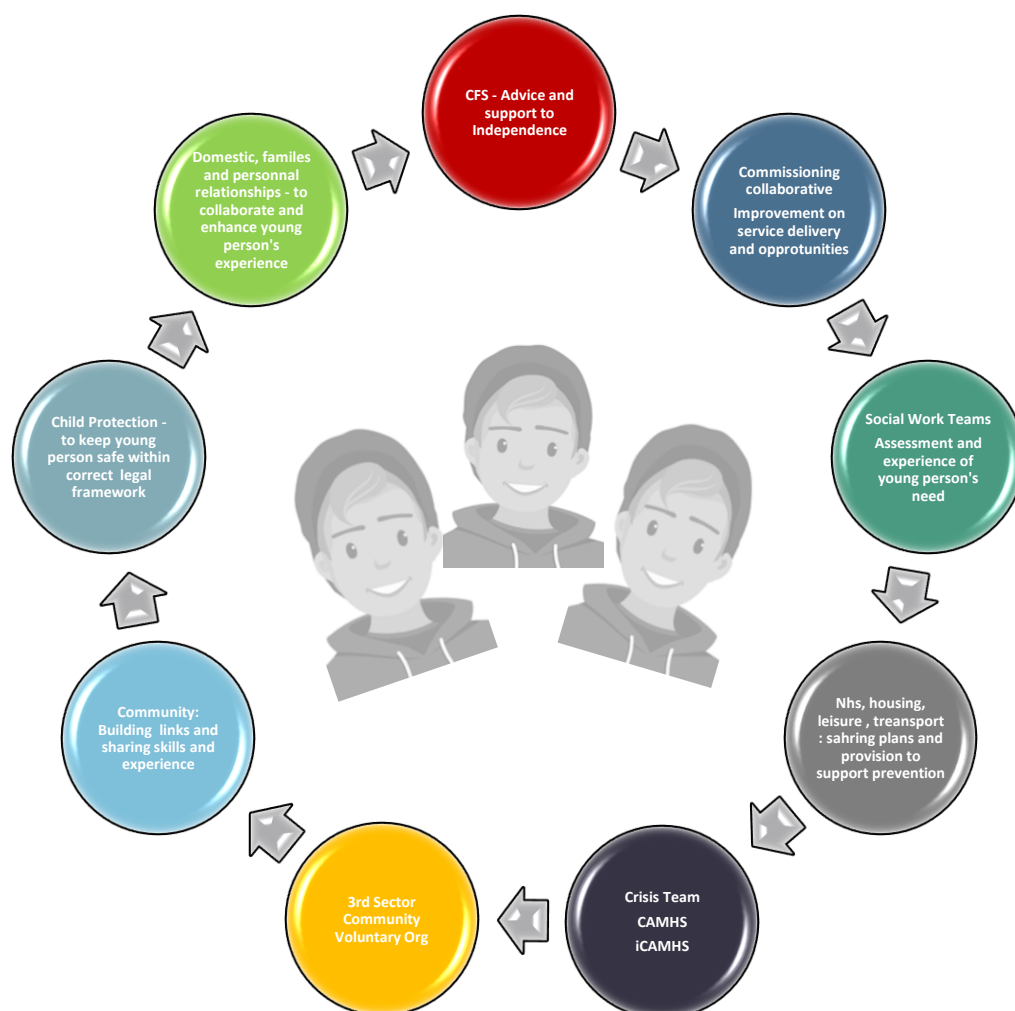 CFS - Advice and
support to
Independence
Commissioning
collaborative
Improvement on
service delivery
and opprotunities
Social Work Teams
Assessment and
experience of
young person's
need
Nhs, housing,
leisure , treansport
: sahring plans and
provision to
support prevention
Crisis Team
CAMHS
iCAMHS
3rd Sector
Community
Voluntary Org
Community:
Building links and
sharing skills and
experience
Child Protection -
to keep young
person safe within
correct legal
framework
Domestic, familes
and personnal
relationships - to
collaborate and
enhance young
person's
experience